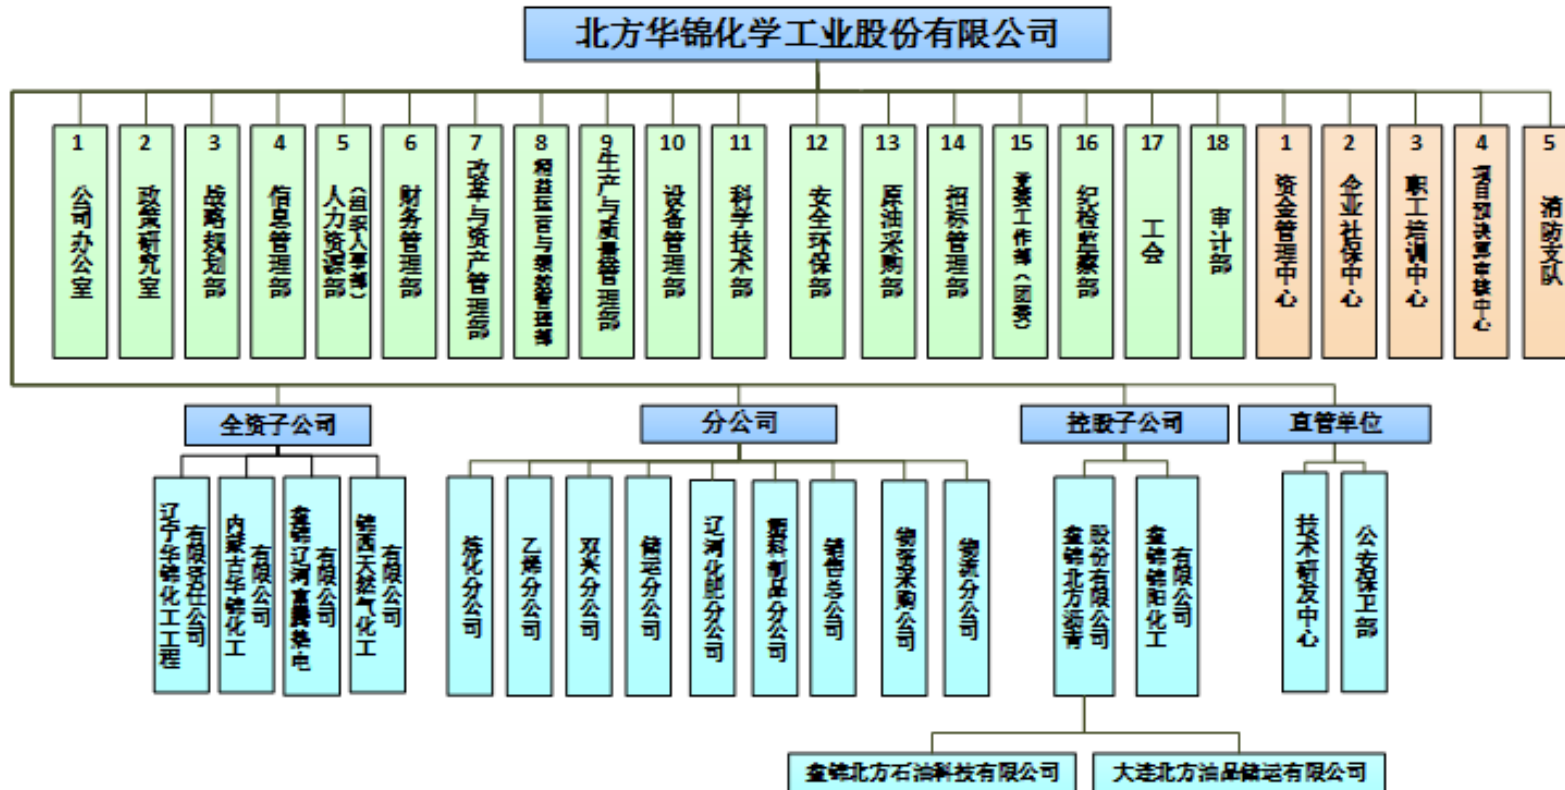 北方华锦化学工业股份有限公司
1
公司办公室
2
政策研究室
3
战略规划部
4
信息管理部
5
人力资源部
（组织人事部）
6
财务管理部
7
改革与资产管理部
8
精益运营与绩效管理部
9
生产与质量管理部
10
设备管理部
11
科学技术部
12
安全环保部
13
原油采购部
14
招标管理部
15
党委工作部（团委）
16
纪检监察部
17
工会
18
审计部
1
资金管理中心
2
企业社保中心
3
职工培训中心
4
项目预决算审核中心
5
消防支队
全资子公司
分公司
控股子公司
直管单位
辽宁华锦化工工程
有限责任公司
内蒙古华锦化工
有限公司
盘锦辽河富腾热电
有限公司
锦西天然气化工
有限公司
炼化分公司
乙烯分公司
双兴分公司
储运分公司
辽河化肥分公司
塑料制品分公司
销售总公司
物资采购公司
物流分公司
盘锦北方沥青
股份有限公司
盘锦锦阳化工
有限公司
技术研发中心
公安保卫部
盘锦北方石油科技有限公司
大连北方油品储运有限公司